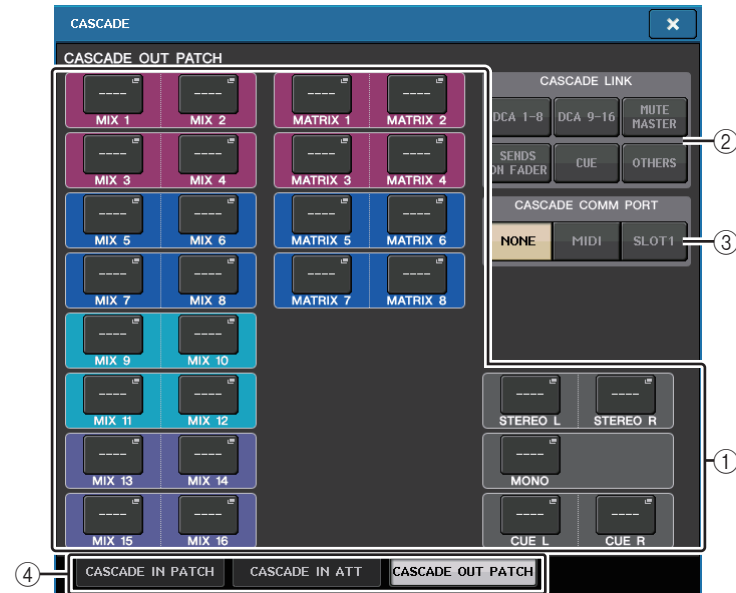 CASCADE
CASCADE OUT PATCH
---- ---- ---- ----
MIX 1 MIX 2 MATRIX 1 MATRIX 2
---- ---- ---- ----
MIX 3 MIX 4 MATRIX 3 MATRIX 4
---- ---- ---- ----
MIX 5 MIX 6 MATRIX 5 MATRIX 6
---- ---- ---- ----
MIX 7 MIX 8 MATRIX 7 MATRIX 8
---- ----
MIX 9 MIX 10
---- ----
MIX 11 MIX 12
---- ----
MIX 13 MIX 14
---- ----
MIX 15 MIX 16
CASCADE LINK
DCA 1-8 DCA 9-16 MUTE MASTER
SENDS ON FADER CUE OTHERS
②
CASCADE COMM PORT
NONE MIDI SLOT1
③
---- ----
STEREO L STEREO R
----
MONO
---- ----
CUE L CUE R
①
④
CASCADE IN PATCH CASCADE IN ATT CASCADE OUT PATCH